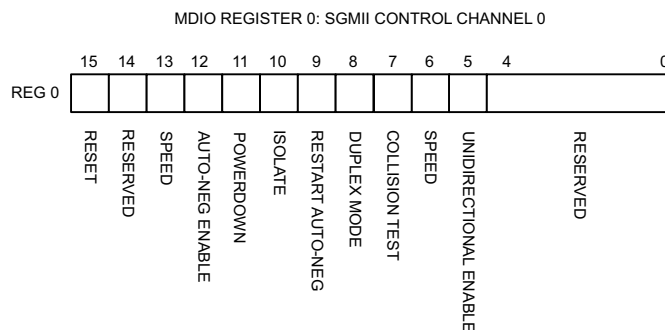 MDIO REGISTER 0: SGMII CONTROL CHANNEL 0
15 14 13 12 11 10 9 8 7 6 5 4 0
REG 0
RESET
RESERVED
SPEED
AUTO-NEG ENABLE
POWERDOWN
ISOLATE
RESTART AUTO-NEG
DUPLEX MODE
COLLISION TEST
SPEED
UNIDIRECTIONAL ENABLE
RESERVED